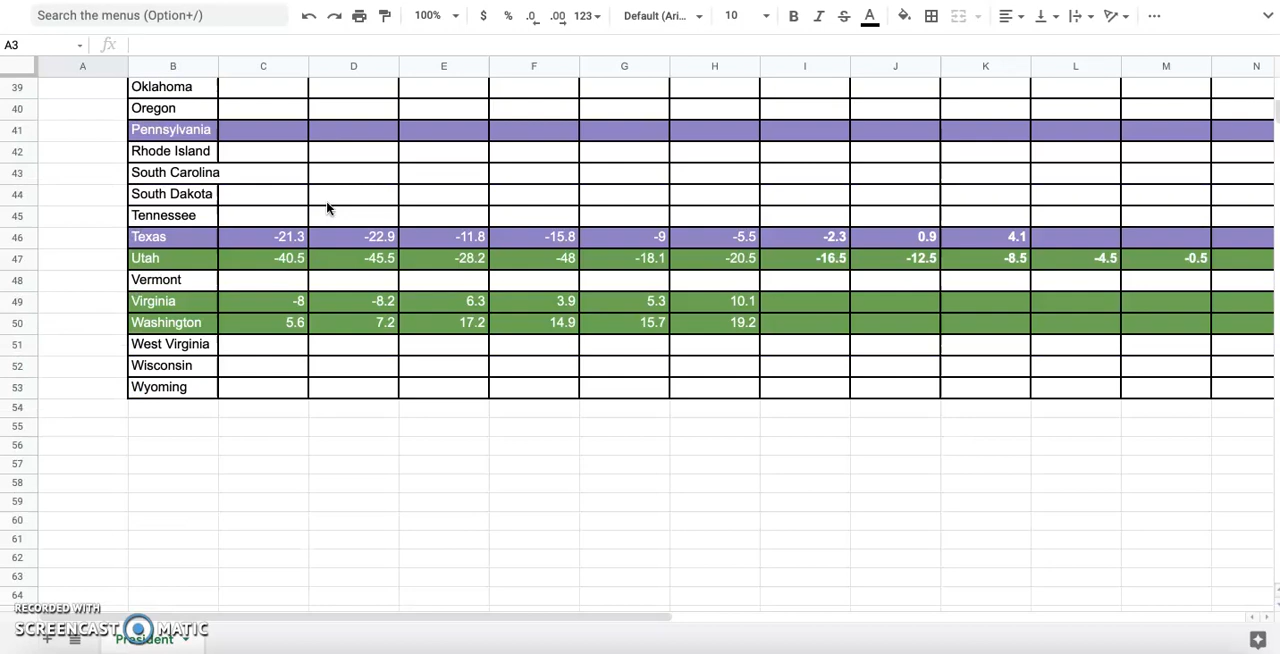 Search the menus (Option+/) 100% $ % .0 .00 123 Default (Ari... 10 B I S A
A3 fx
A B C D E F G H I J K L M N
39 Oklahoma
40 Oregon
41 Pennsylvania
42 Rhode Island
43 South Carolina
44 South Dakota
45 Tennessee
46 Texas -21.3 -22.9 -11.8 -15.8 -9 -5.5 -2.3 0.9 4.1
47 Utah -40.5 -45.5 -28.2 -48 -18.1 -20.5 -16.5 -12.5 -8.5 -4.5 -0.5
48 Vermont
49 Virginia -8 -8.2 6.3 3.9 5.3 10.1
50 Washington 5.6 7.2 17.2 14.9 15.7 19.2
51 West Virginia
52 Wisconsin
53 Wyoming
54
55
56
57
58
59
60
61
62
63
64
RECORDED WITH
SCREENCAST MATIC
President